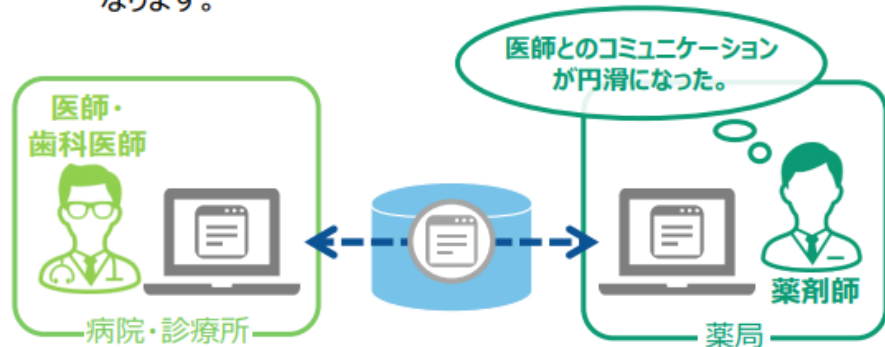 なります。
医師とのコミュニケーション
が円滑になった。
医師・
歯科医師
薬剤師
病院・診療所
薬局